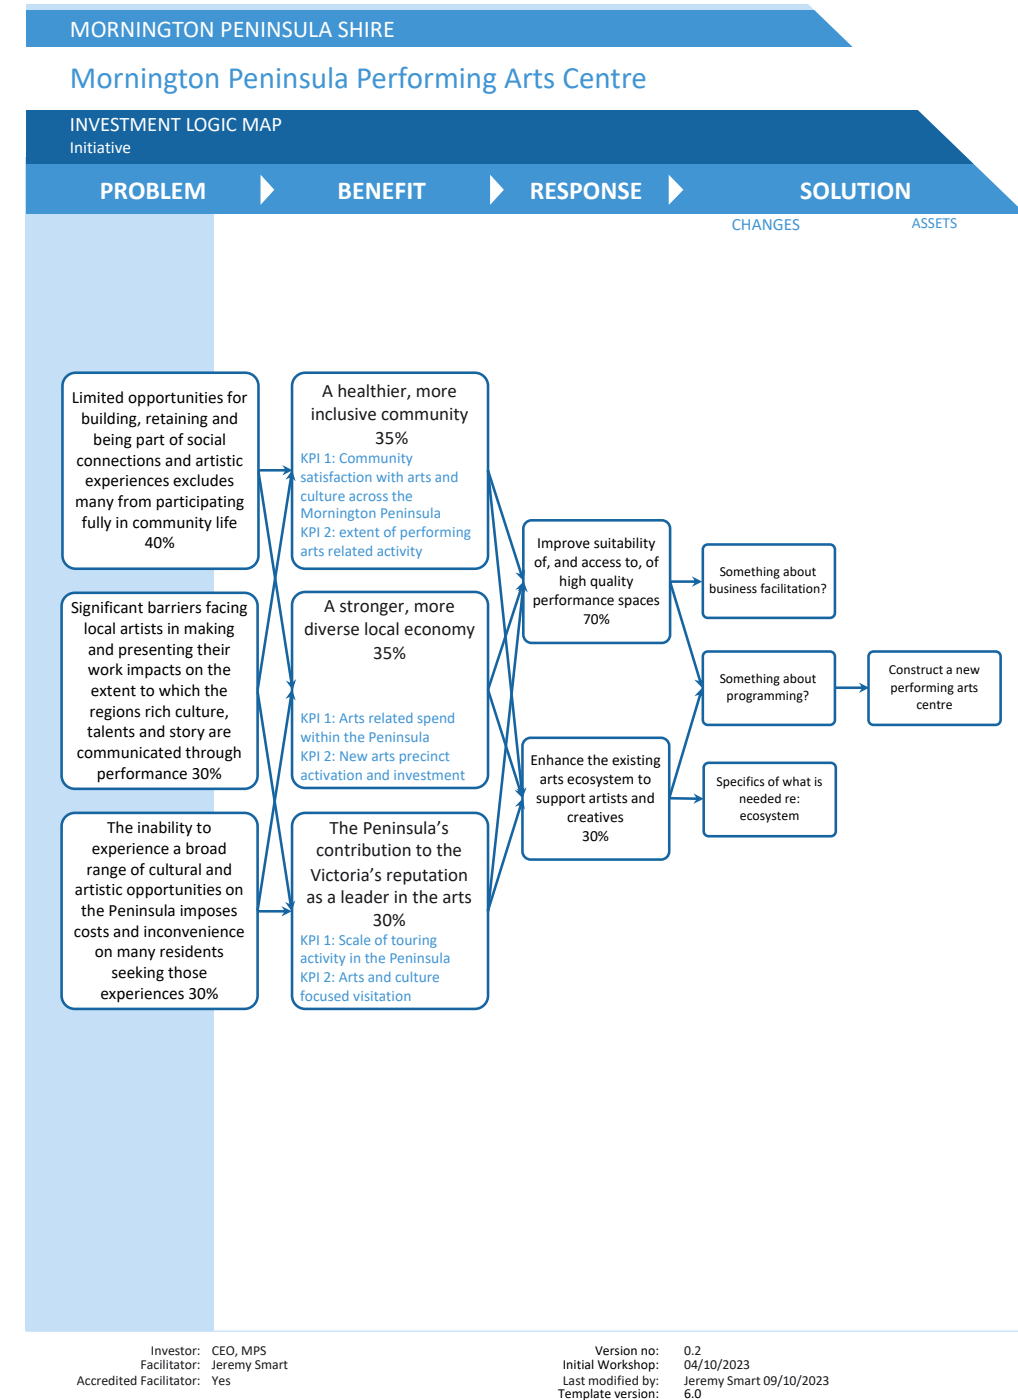 MORNINGTON PENINSULA SHIRE
Mornington Peninsula Performing Arts Centre
INVESTMENT LOGIC MAP
Initiative
PROBLEM
BENEFIT
RESPONSE
SOLUTION
CHANGES
ASSETS
Limited opportunities for
building, retaining and
being part of social
connections and artistic
experiences excludes
many from participating
fully in community life
40%
Significant barriers facing
local artists in making
and presenting their
work impacts on the
extent to which the
regions rich culture,
talents and story are
communicated through
performance 30%
The inability to
experience a broad
range of cultural and
artistic opportunities on
the Peninsula imposes
costs and inconvenience
on many residents
seeking those
experiences 30%
A healthier, more
inclusive community
35%
KPI 1: Community
satisfaction with arts and
culture across the
Mornington Peninsula
KPI 2: extent of performing
arts related activity
A stronger, more
diverse local economy
35%
KPI 1: Arts related spend
within the Peninsula
KPI 2: New arts precinct
activation and investment
The Peninsula's
contribution to the
Victoria's reputation
as a leader in the arts
30%
KPI 1: Scale of touring
activity in the Peninsula
KPI 2: Arts and culture
focused visitation
Improve suitability
of, and access to, of
high quality
performance spaces
70%
Enhance the existing
arts ecosystem to
support artists and
creatives
30%
Something about
business facilitation?
Something about
programming?
Specifics of what is
needed re:
ecosystem
Construct a new
performing arts
centre
Investor: CEO, MPS
Facilitator: Jeremy Smart
Accredited Facilitator: Yes
Version no: 0.2
Initial Workshop: 04/10/2023
Last modified by: Jeremy Smart 09/10/2023
Template version: 6.0